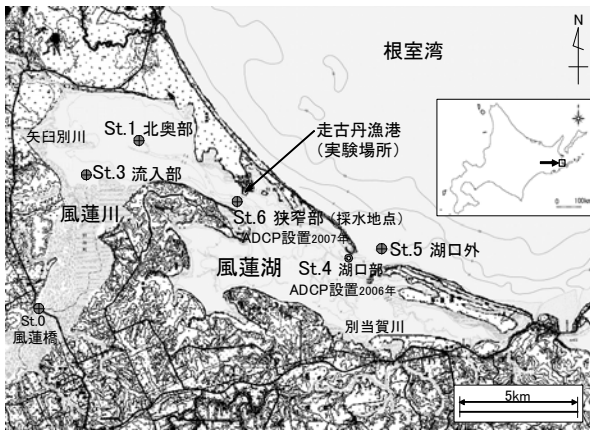 根室湾
N
矢臼別川
St.1 北奥部
走古丹漁港
(実験場所)
St.3 流入部
0 100km
風蓮川
St.6 狭窄部(採水地点)
ADCP設置2007年
St.5 湖口外
風蓮湖
St.4 湖口部
ADCP設置2006年
St.0
風蓮橋
別当賀川
5km